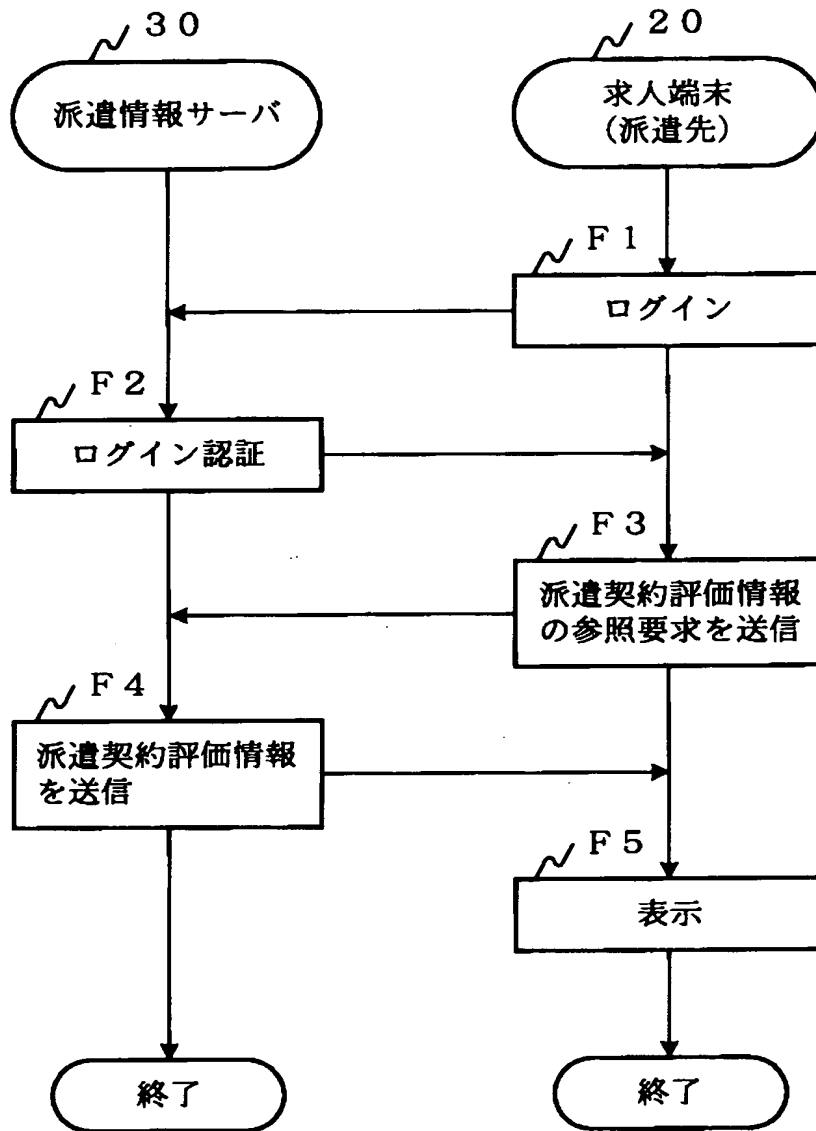 ３０
派遣情報サーバ
２０
求人端末
(派遣先)
Ｆ１
ログイン
Ｆ２
ログイン認証
Ｆ３
派遣契約評価情報
の参照要求を送信
Ｆ４
派遣契約評価情報
を送信
Ｆ５
表示
終了
終了